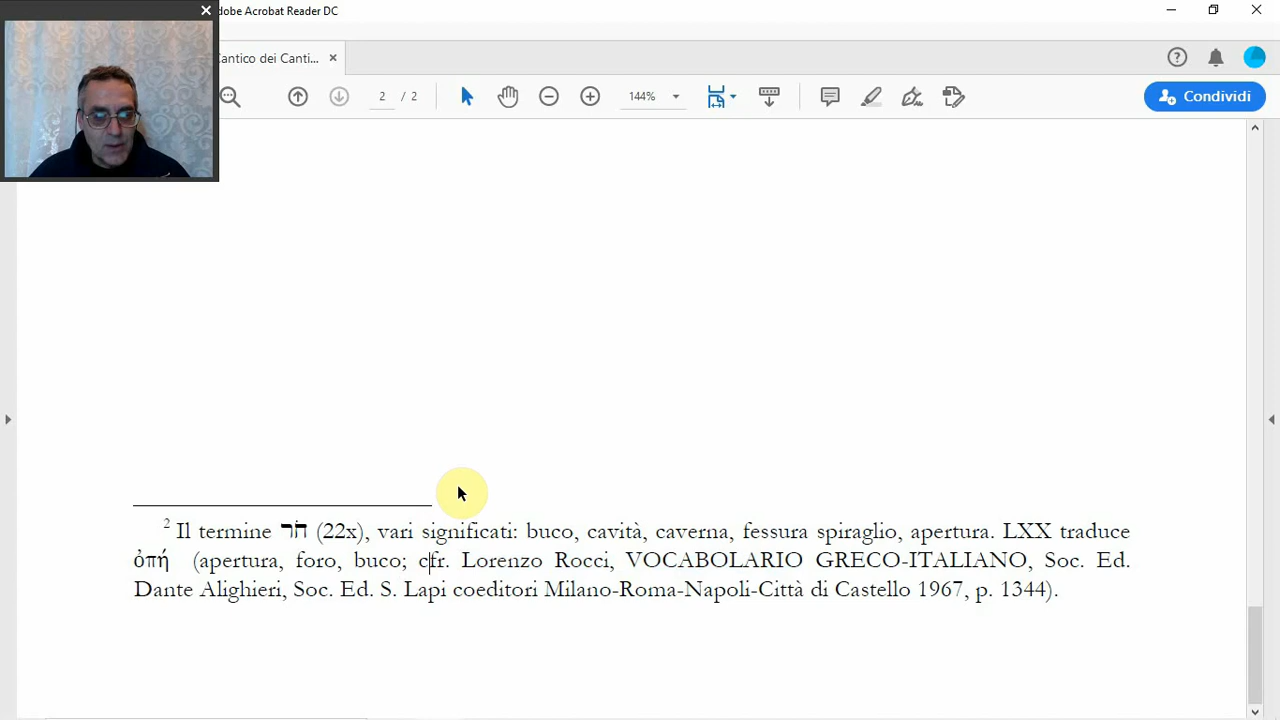 dobe Acrobat Reader DC
Cantico dei Canti...
2 / 2
144%
Condividi
2 Il termine חֹר (22x), vari significati: buco, cavità, caverna, fessura spiraglio, apertura. LXX traduce
ὀπή (apertura, foro, buco; cfr. Lorenzo Rocci, VOCABOLARIO GRECO-ITALIANO, Soc. Ed.
Dante Alighieri, Soc. Ed. S. Lapi coeditori Milano-Roma-Napoli-Città di Castello 1967, p. 1344).